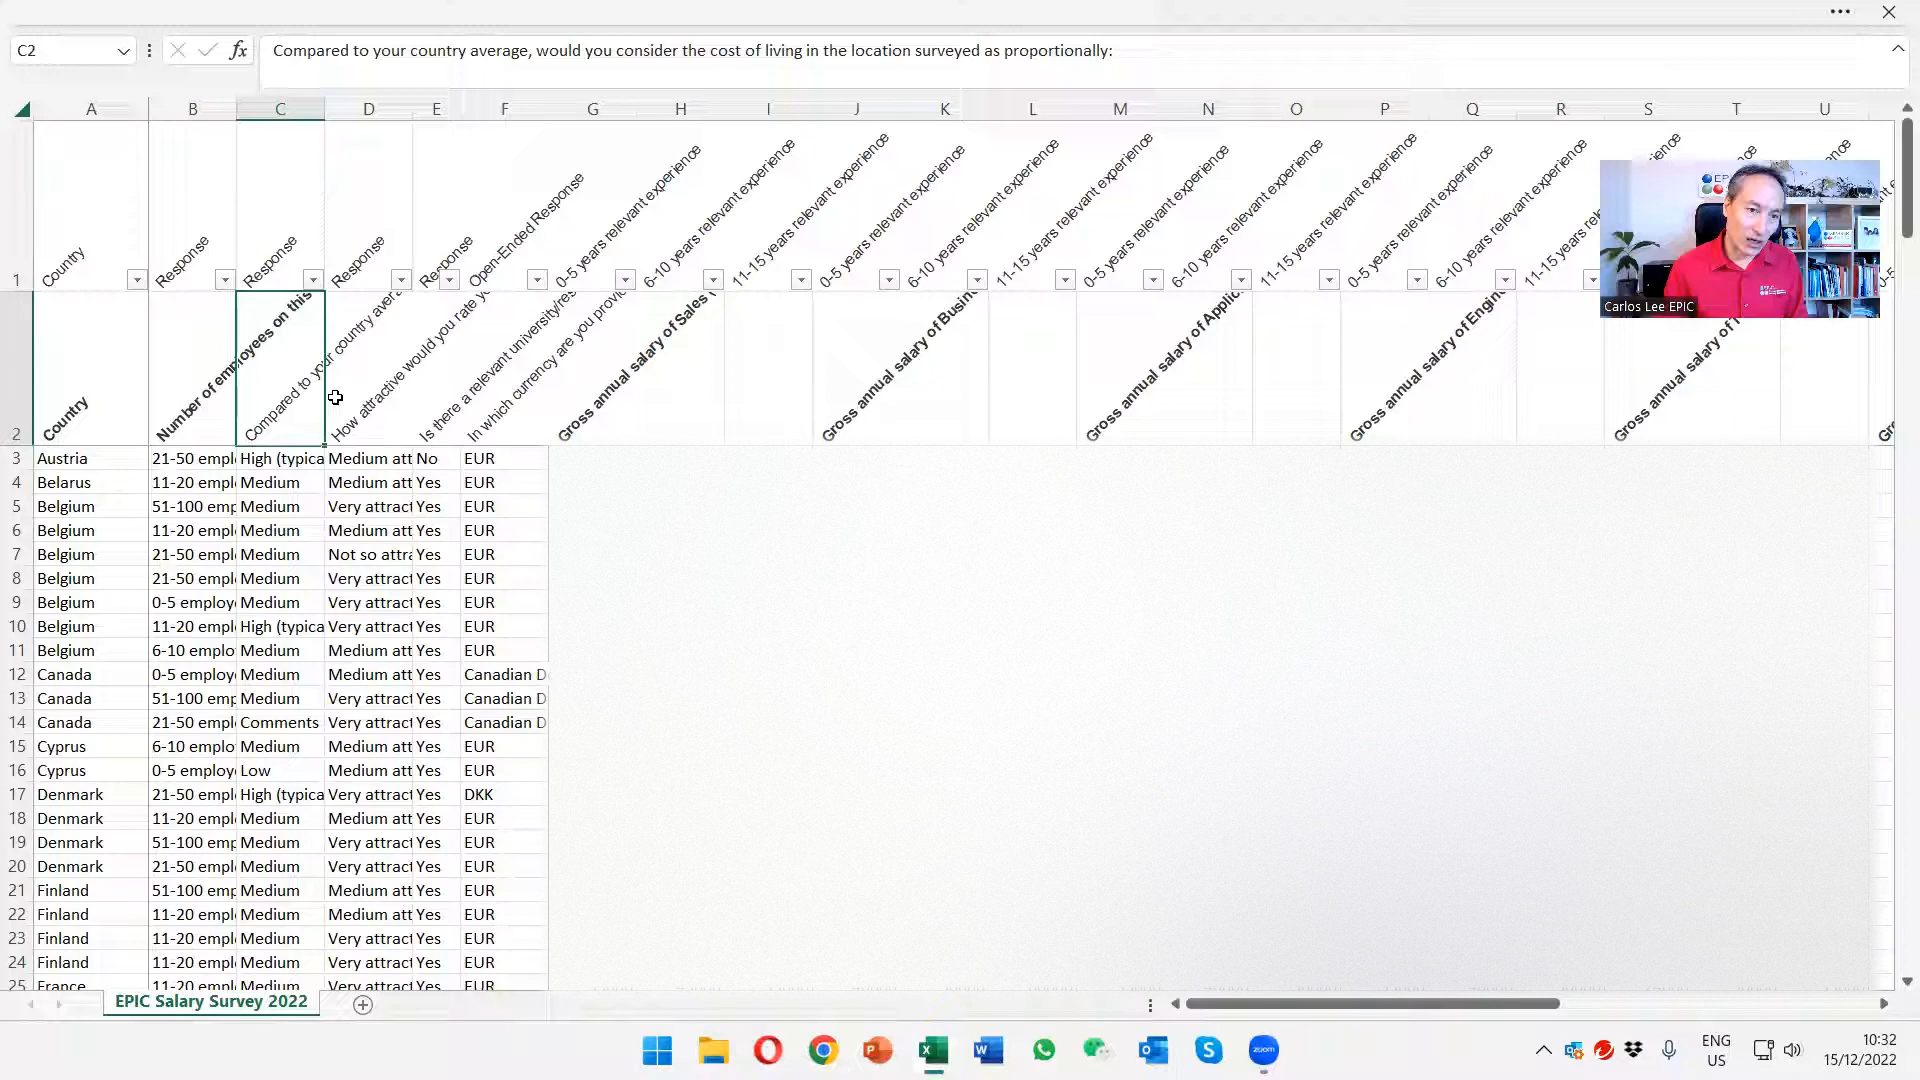 C2
fx
Compared to your country average, would you consider the cost of living in the location surveyed as proportionally:
A B C D E F G H I J K L M N O P Q R S T U
1
Country
Response
Response
Response
Response
Open-Ended Response
0-5 years relevant experience
6-10 years relevant experience
11-15 years relevant experience
0-5 years relevant experience
6-10 years relevant experience
11-15 years relevant experience
0-5 years relevant experience
6-10 years relevant experience
11-15 years relevant experience
0-5 years relevant experience
6-10 years relevant experience
11-15 years
2
Country
Number of employees on this
Compared to your country avera
How attractive would you rate y
Is there a relevant university/res
In which currency are you provi
Gross annual salary of Sales
Gross annual salary of Busin
Gross annual salary of Applic
Gross annual salary of Engin
Gross annual salary of
Carlos Lee EPIC
3 Austria 21-50 empl High (typica Medium att No EUR
4 Belarus 11-20 empl Medium Medium att Yes EUR
5 Belgium 51-100 emp Medium Very attract Yes EUR
6 Belgium 11-20 empl Medium Medium att Yes EUR
7 Belgium 21-50 empl Medium Not so attra Yes EUR
8 Belgium 21-50 empl Medium Very attract Yes EUR
9 Belgium 0-5 employ Medium Very attract Yes EUR
10 Belgium 11-20 empl High (typica Very attract Yes EUR
11 Belgium 6-10 emplo Medium Medium att Yes EUR
12 Canada 0-5 employ Medium Medium att Yes Canadian D
13 Canada 51-100 emp Medium Very attract Yes Canadian D
14 Canada 21-50 empl Comments Very attract Yes Canadian D
15 Cyprus 6-10 emplo Medium Medium att Yes EUR
16 Cyprus 0-5 employ Low Medium att Yes EUR
17 Denmark 21-50 empl High (typica Very attract Yes DKK
18 Denmark 11-20 empl Medium Medium att Yes EUR
19 Denmark 51-100 emp Medium Very attract Yes EUR
20 Denmark 21-50 empl Medium Very attract Yes EUR
21 Finland 51-100 emp Medium Medium att Yes EUR
22 Finland 11-20 empl Medium Medium att Yes EUR
23 Finland 11-20 empl Medium Very attract Yes EUR
24 Finland 11-20 empl Medium Very attract Yes EUR
25 France 11-20 empl Medium Very attract Yes EUR
EPIC Salary Survey 2022
zoom
ENG
US
10:32
15/12/2022